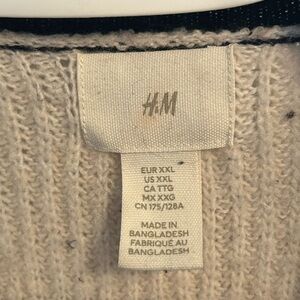 H&M
EUR XXL
US XXL
CA TTG
MX XXG
CN 175/128A
MADE IN
BANGLADESH
FABRIQUÉ AU
BANGLADESH